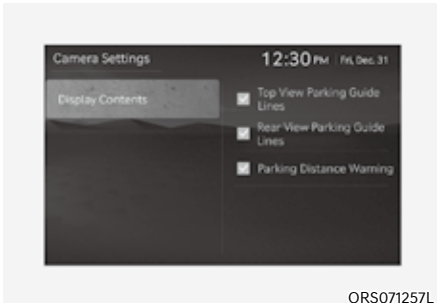 Camera Settings
12:30 PM Fri, Dec. 31
Display Contents
Top View Parking Guide
Lines
Rear View Parking Guide
Lines
Parking Distance Warning
ORS071257L